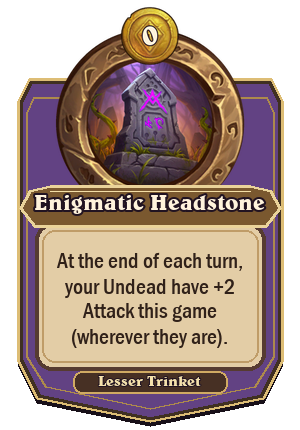 0
Enigmatic Headstone
At the end of each turn,
your Undead have +2
Attack this game
(wherever they are).
Lesser Trinket